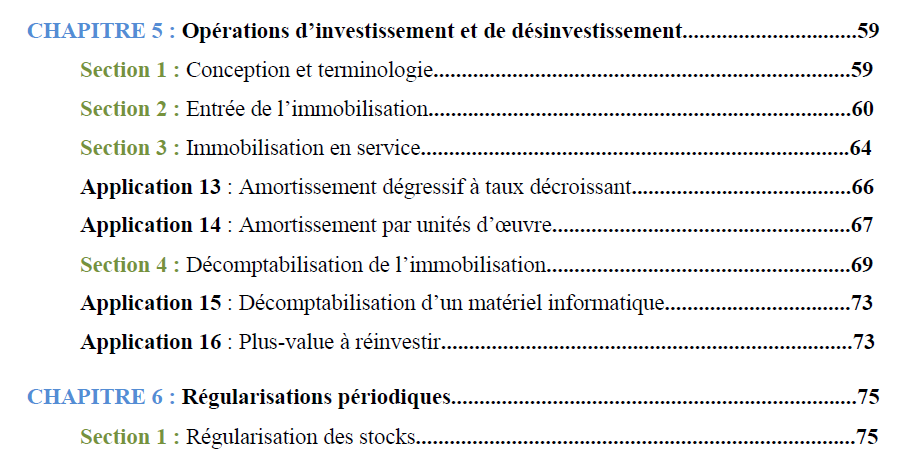 CHAPITRE 5 : Opérations d’investissement et de désinvestissement..............................59
Section 1 : Conception et terminologie.........................................................................59
Section 2 : Entrée de l’immobilisation.........................................................................60
Section 3 : Immobilisation en service..........................................................................64
Application 13 : Amortissement dégressif à taux décroissant.....................................66
Application 14 : Amortissement par unités d’œuvre...................................................67
Section 4 : Décomptabilisation de l’immobilisation....................................................69
Application 15 : Décomptabilisation d’un matériel informatique...............................73
Application 16 : Plus-value à réinvestir.......................................................................73
CHAPITRE 6 : Régularisations périodiques......................................................................75
Section 1 : Régularisation des stocks............................................................................75